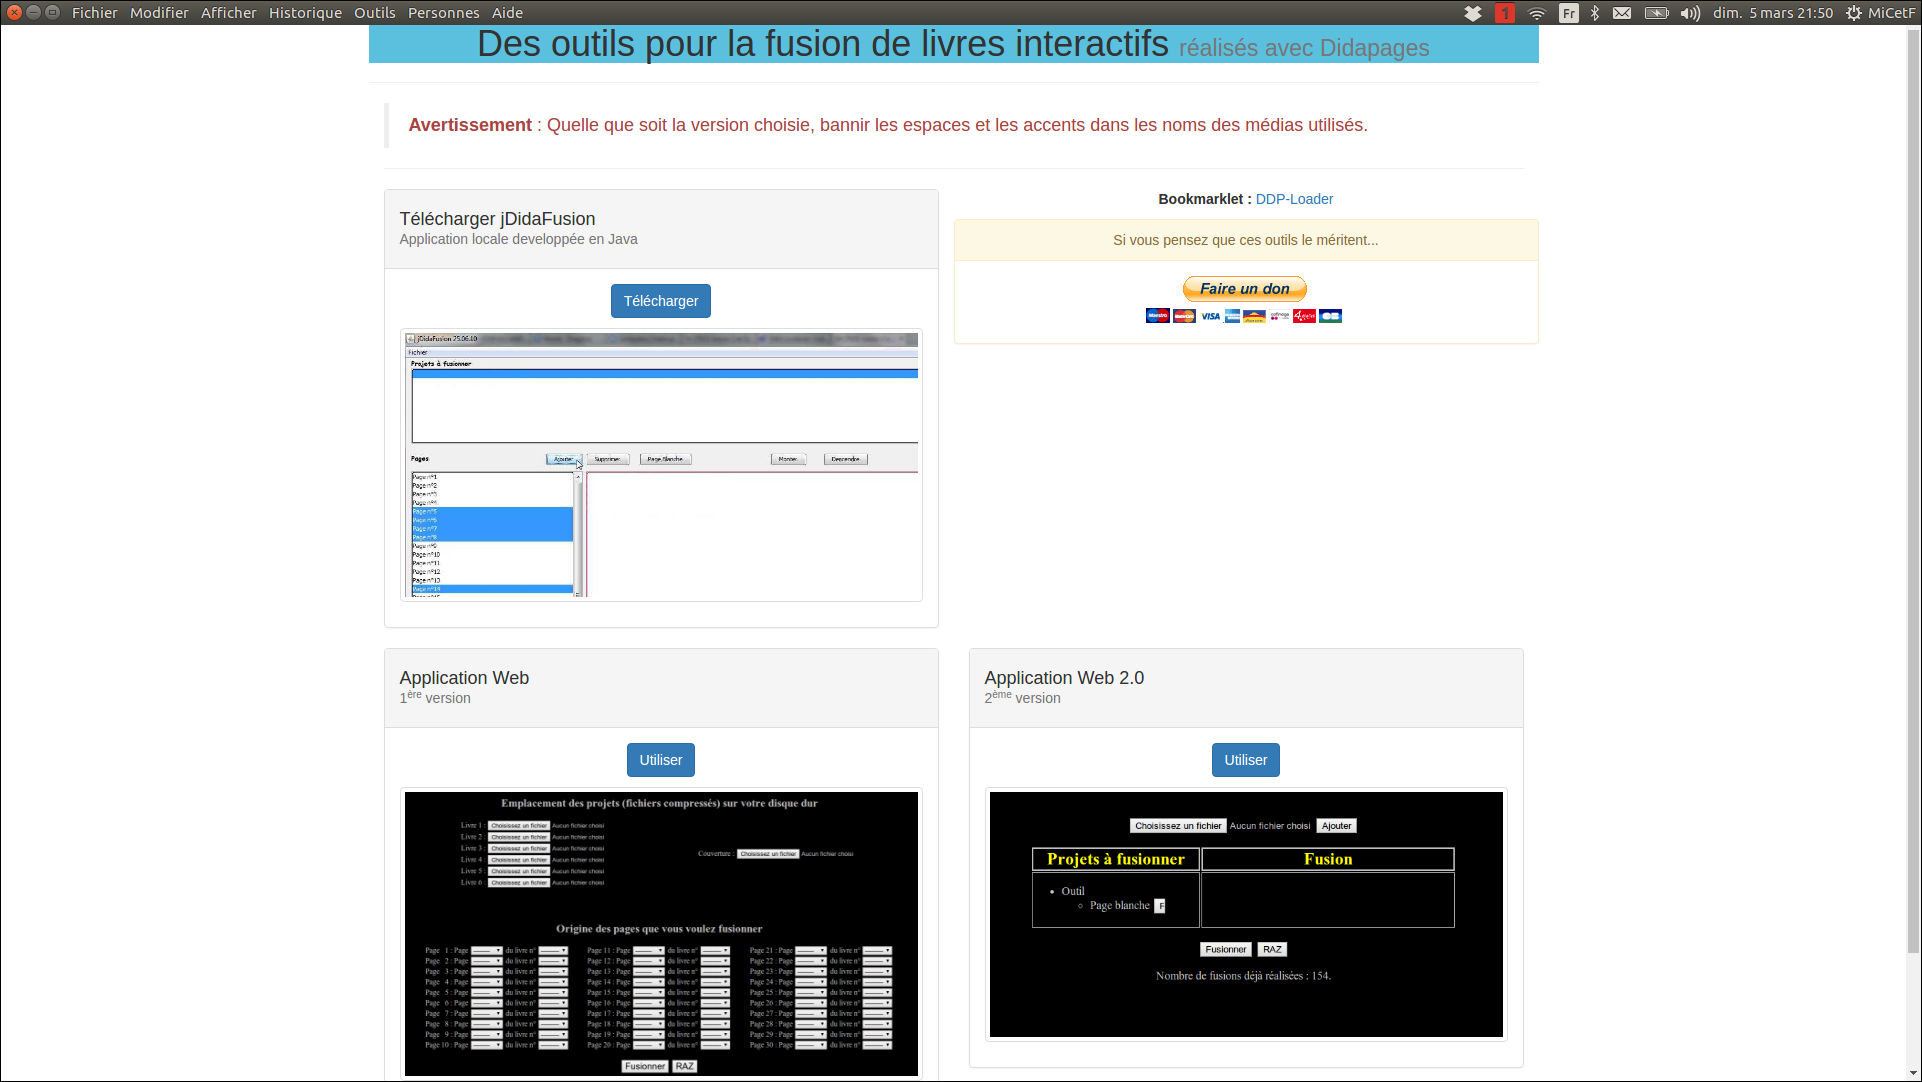 Fichier Modifier Afficher Historique Outils Personnes Aide
1 Fr dim. 5 mars 21:50 MiCetF
Des outils pour la fusion de livres interactifs réalisés avec Didapages
Avertissement : Quelle que soit la version choisie, bannir les espaces et les accents dans les noms des médias utilisés.
Télécharger jDidaFusion
Application locale developpée en Java
Télécharger
jDidaFusion 25.06.10
Fichier
Projets à fusionner
Pages
Ajouter Supprimer Page Blanche Monter Descendre
Page n°1
Page n°2
Page n°3
Page n°4
Page n°5
Page n°6
Page n°7
Page n°8
Page n°9
Page n°10
Page n°11
Page n°12
Page n°13
Page n°14
Bookmarklet : DDP-Loader
Si vous pensez que ces outils le méritent...
Faire un don
Maestro MasterCard VISA CB
Application Web
1ère version
Utiliser
Emplacement des projets (fichiers compressés) sur votre disque dur
Livre 1 : Choisissez un fichier Aucun fichier choisi
Livre 2 : Choisissez un fichier Aucun fichier choisi
Livre 3 : Choisissez un fichier Aucun fichier choisi
Livre 4 : Choisissez un fichier Aucun fichier choisi
Livre 5 : Choisissez un fichier Aucun fichier choisi
Livre 6 : Choisissez un fichier Aucun fichier choisi
Couverture : Choisissez un fichier Aucun fichier choisi
Origine des pages que vous voulez fusionner
Page 1 : Page du livre n° Page 11 : Page du livre n° Page 21 : Page du livre n°
Page 2 : Page du livre n° Page 12 : Page du livre n° Page 22 : Page du livre n°
Page 3 : Page du livre n° Page 13 : Page du livre n° Page 23 : Page du livre n°
Page 4 : Page du livre n° Page 14 : Page du livre n° Page 24 : Page du livre n°
Page 5 : Page du livre n° Page 15 : Page du livre n° Page 25 : Page du livre n°
Page 6 : Page du livre n° Page 16 : Page du livre n° Page 26 : Page du livre n°
Page 7 : Page du livre n° Page 17 : Page du livre n° Page 27 : Page du livre n°
Page 8 : Page du livre n° Page 18 : Page du livre n° Page 28 : Page du livre n°
Page 9 : Page du livre n° Page 19 : Page du livre n° Page 29 : Page du livre n°
Page 10 : Page du livre n° Page 20 : Page du livre n° Page 30 : Page du livre n°
Fusionner RAZ
Application Web 2.0
2ème version
Utiliser
Choisissez un fichier Aucun fichier choisi Ajouter
Projets à fusionner Fusion
Outil
Page blanche F
Fusionner RAZ
Nombre de fusions déjà réalisées : 154.